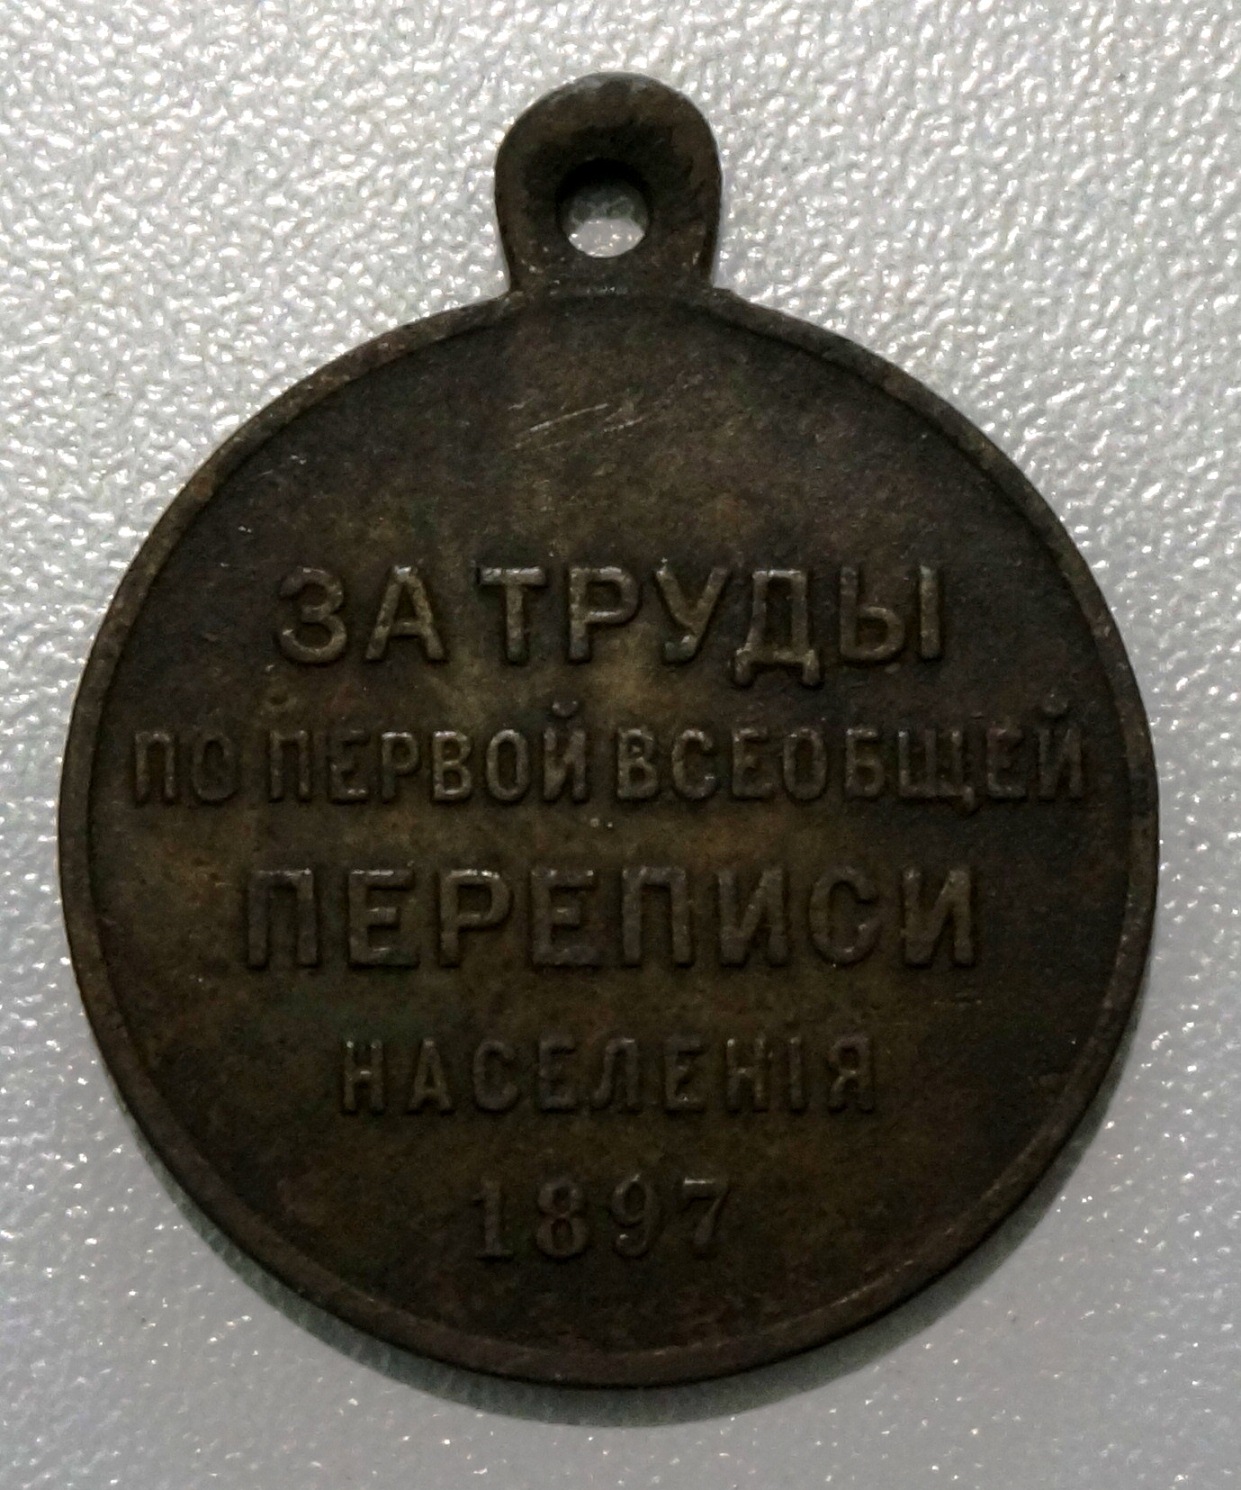 ЗА ТРУДЫ
ПО ПЕРВОЙ ВСЕОБЩЕЙ
ПЕРЕПИСИ
НАСЕЛЕНІЯ
1897